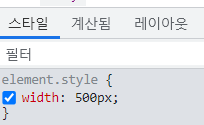 스타일 계산됨 레이아웃
필터
element.style {
width: 500px;
}